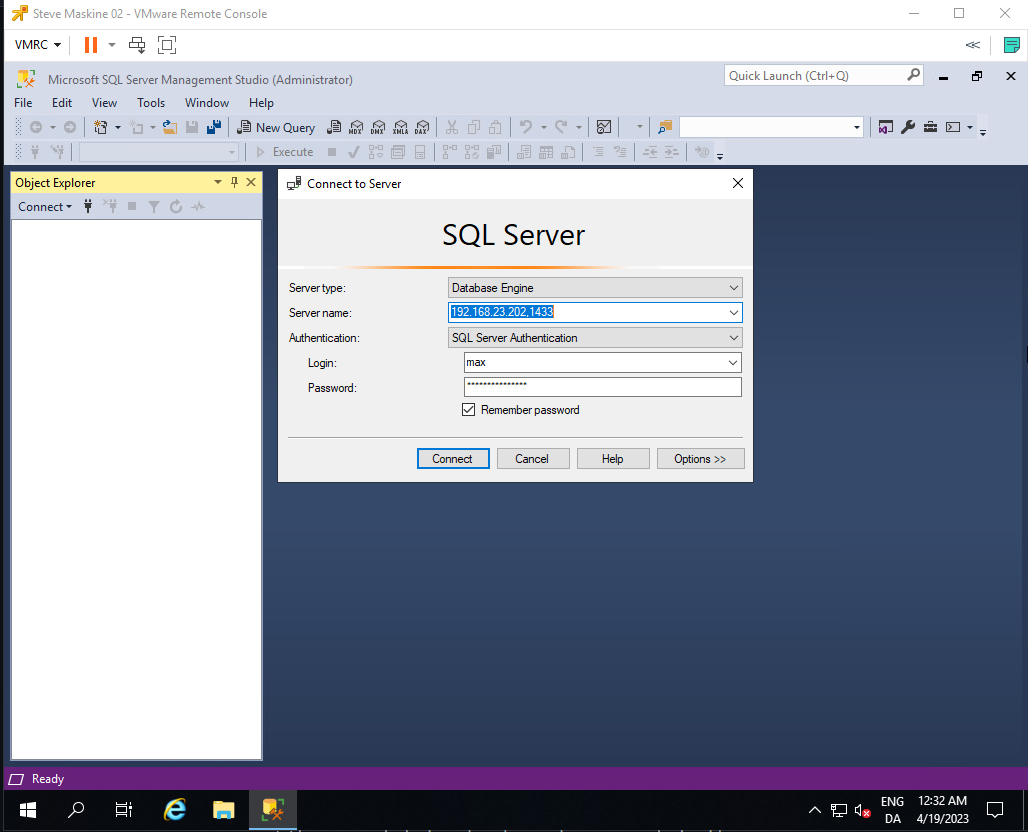 Steve Maskine 02 - VMware Remote Console
VMRC
Microsoft SQL Server Management Studio (Administrator)
Quick Launch (Ctrl+Q)
File Edit View Tools Window Help
New Query MDX DMX XMLA DAX
Execute
Object Explorer
Connect
Connect to Server
SQL Server
Server type: Database Engine
Server name: 192.168.23.202,1433
Authentication: SQL Server Authentication
Login: max
Password: ***************
Remember password
Connect Cancel Help Options >>
Ready
ENG 12:32 AM
DA 4/19/2023